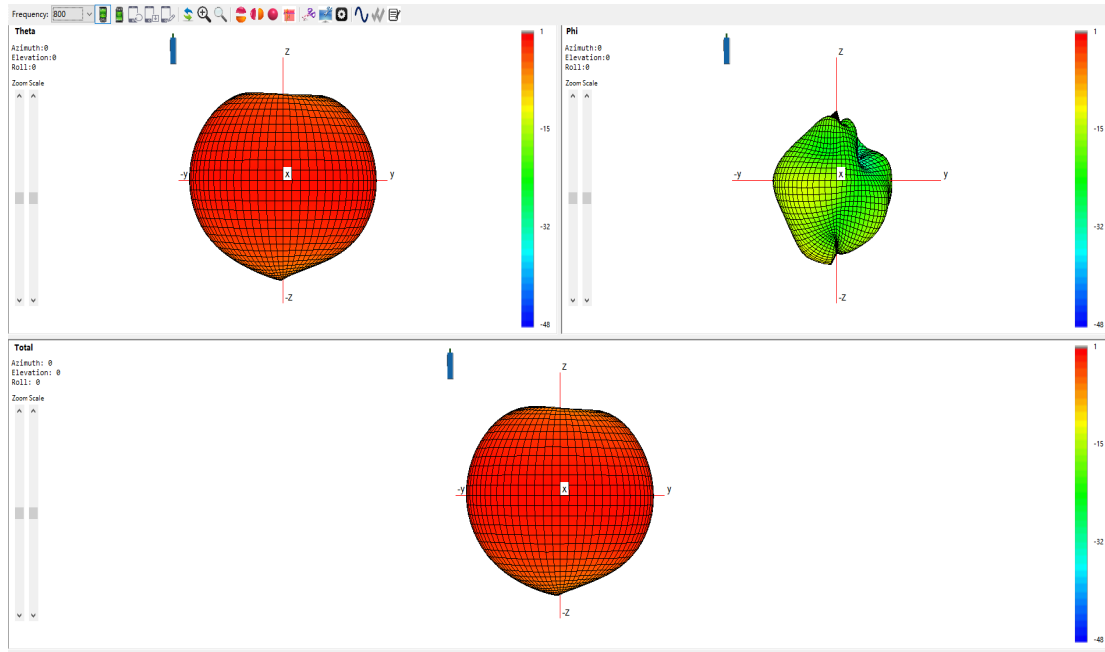 Frequency: 800
Theta
Azimuth:0
Elevation:0
Roll:0
Zoom Scale
Z
-y
X
y
-Z
1
-15
-32
-48
Phi
Azimuth:0
Elevation:0
Roll:0
Zoom Scale
Z
-y
X
y
-Z
1
-15
-32
-48
Total
Azimuth: 0
Elevation: 0
Roll: 0
Zoom Scale
Z
-y
X
y
-Z
1
-15
-32
-48